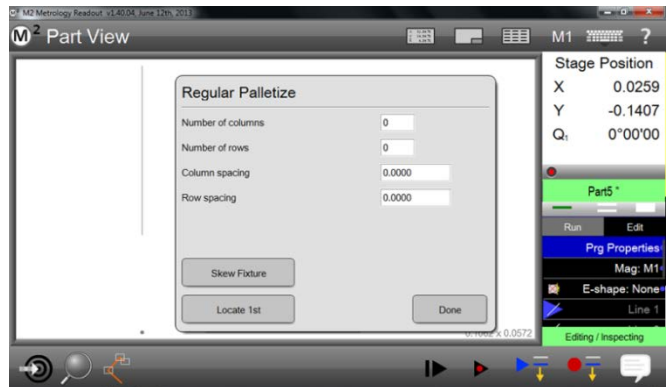 M2 Metrology Readout v1.40.04, June 12th, 2013
M2 Part View
M1 ?
Stage Position
X 0.0259
Y -0.1407
Q1 0°00'00
Regular Palletize
Number of columns 0
Number of rows 0
Column spacing 0.0000
Row spacing 0.0000
Skew Fixture
Locate 1st
Done
Part5 *
Run Edit
Prg Properties
Mag: M1
E-shape: None
Line 1
x 0.0572
Editing / Inspecting